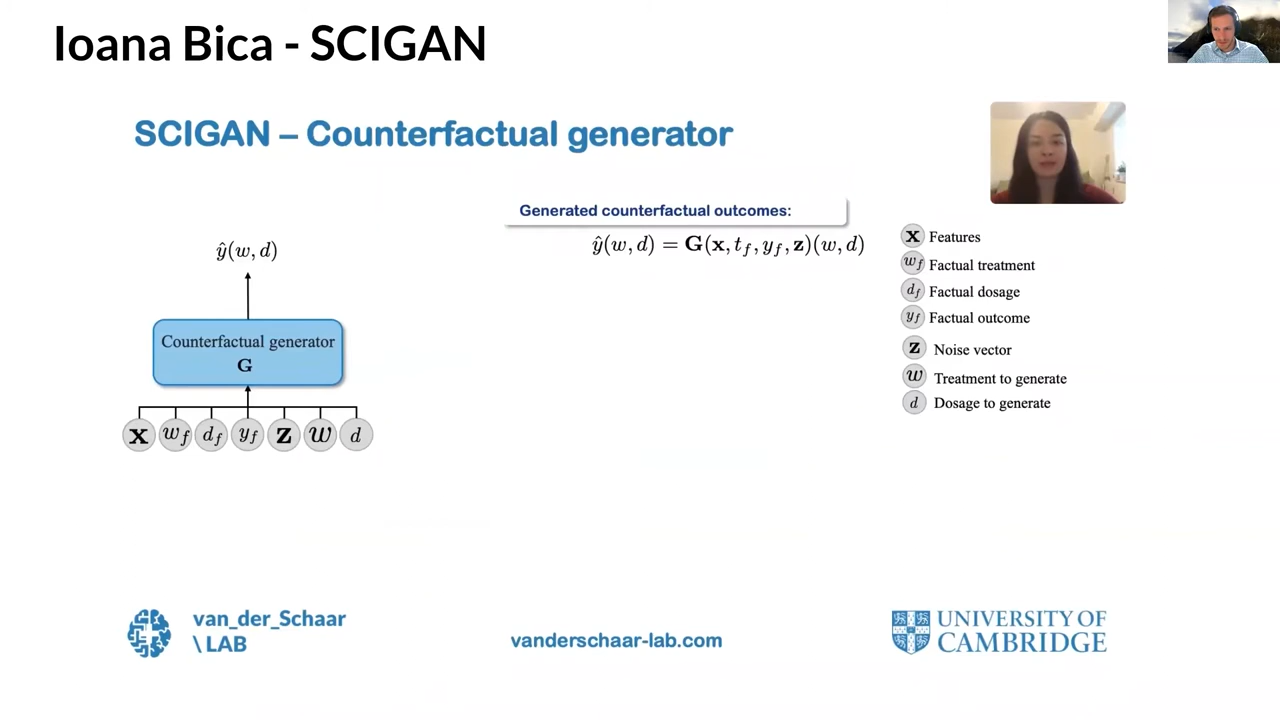 Ioana Bica - SCIGAN
SCIGAN – Counterfactual generator
Generated counterfactual outcomes:
ŷ(w, d) = G(x, t_f, y_f, z)(w, d)
ŷ(w, d)
Counterfactual generator
G
x w_f d_f y_f z w d
x Features
w_f Factual treatment
d_f Factual dosage
y_f Factual outcome
z Noise vector
w Treatment to generate
d Dosage to generate
van_der_Schaar
\ LAB
vanderschaar-lab.com
UNIVERSITY OF
CAMBRIDGE